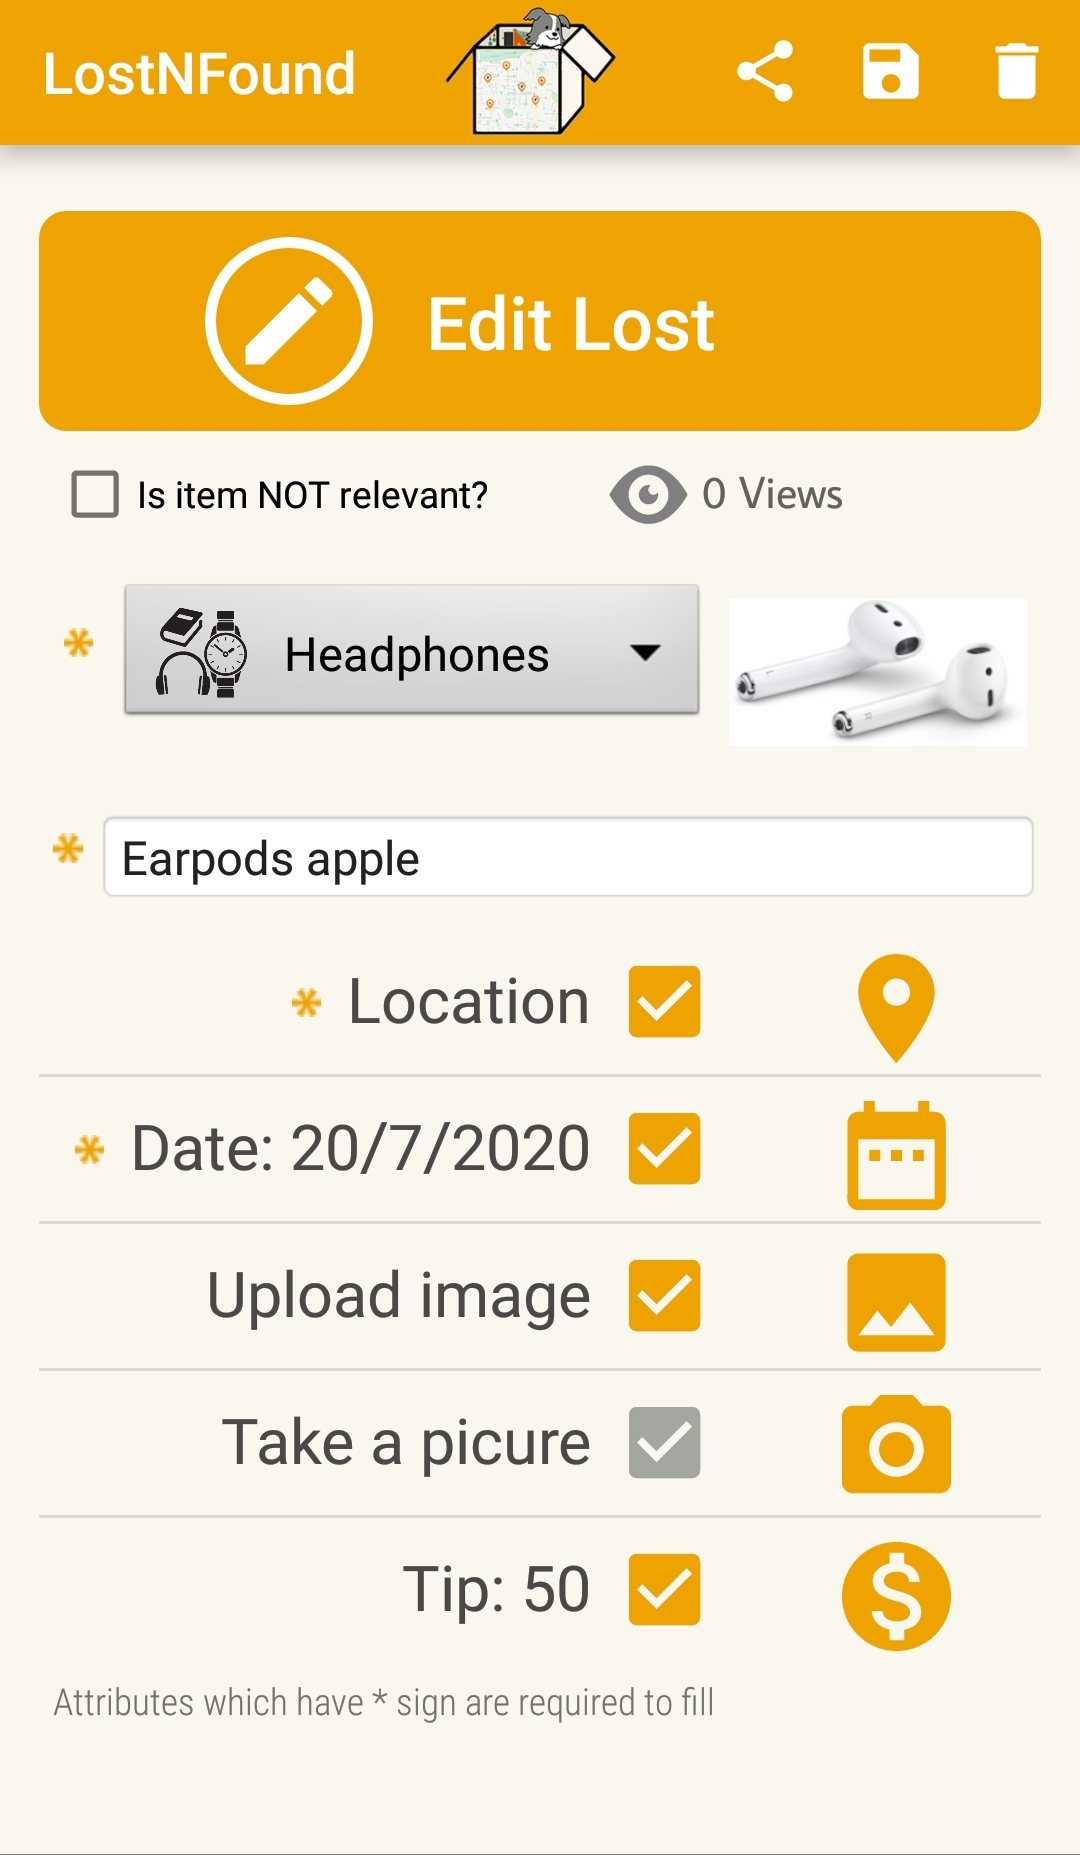 LostNFound
Edit Lost
Is item NOT relevant?
0 Views
* Headphones
* Earpods apple
* Location
* Date: 20/7/2020
Upload image
Take a picure
Tip: 50
Attributes which have * sign are required to fill